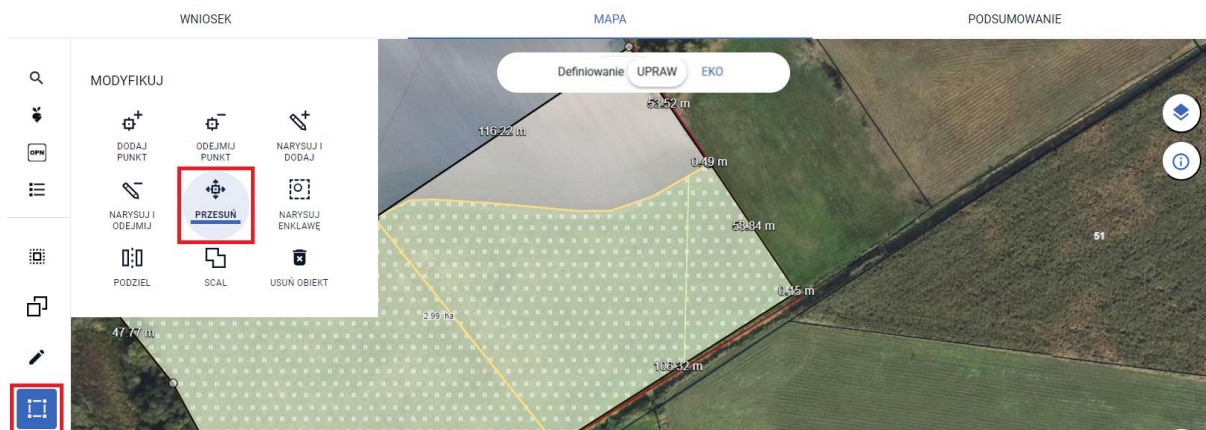 WNIOSEK
MAPA
PODSUMOWANIE
MODYFIKUJ
Definiowanie UPRAW EKO
DODAJ
PUNKT
ODEJMIJ
PUNKT
NARYSUJ I
DODAJ
OPN
NARYSUJ I
ODEJMIJ
PRZESUŃ
NARYSUJ
ENKLAWĘ
PODZIEL
SCAL
USUŃ OBIEKT
53.52 m
116.22 m
0.49 m
58.84 m
51
0.15 m
2.99 ha
47.77 m
106.32 m